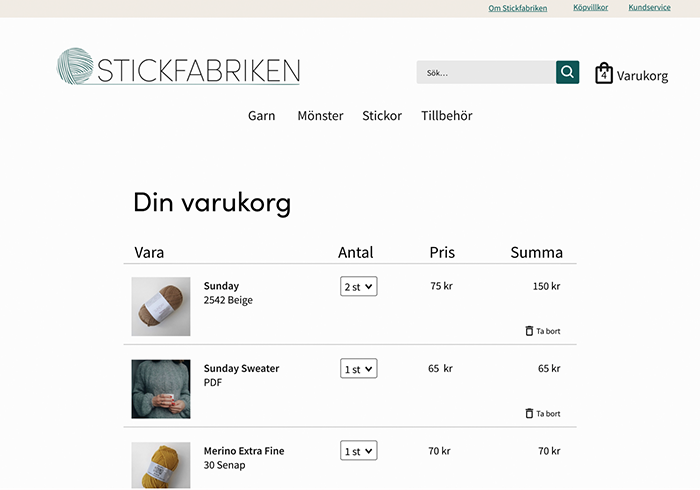 Om Stickfabriken Köpvillkor Kundservice
STICKFABRIKEN
Sök...
4 Varukorg
Garn Mönster Stickor Tillbehör
Din varukorg
Vara Antal Pris Summa
Sunday 2 st 75 kr 150 kr
2542 Beige
Ta bort
Sunday Sweater 1 st 65 kr 65 kr
PDF
Ta bort
Merino Extra Fine 1 st 70 kr 70 kr
30 Senap